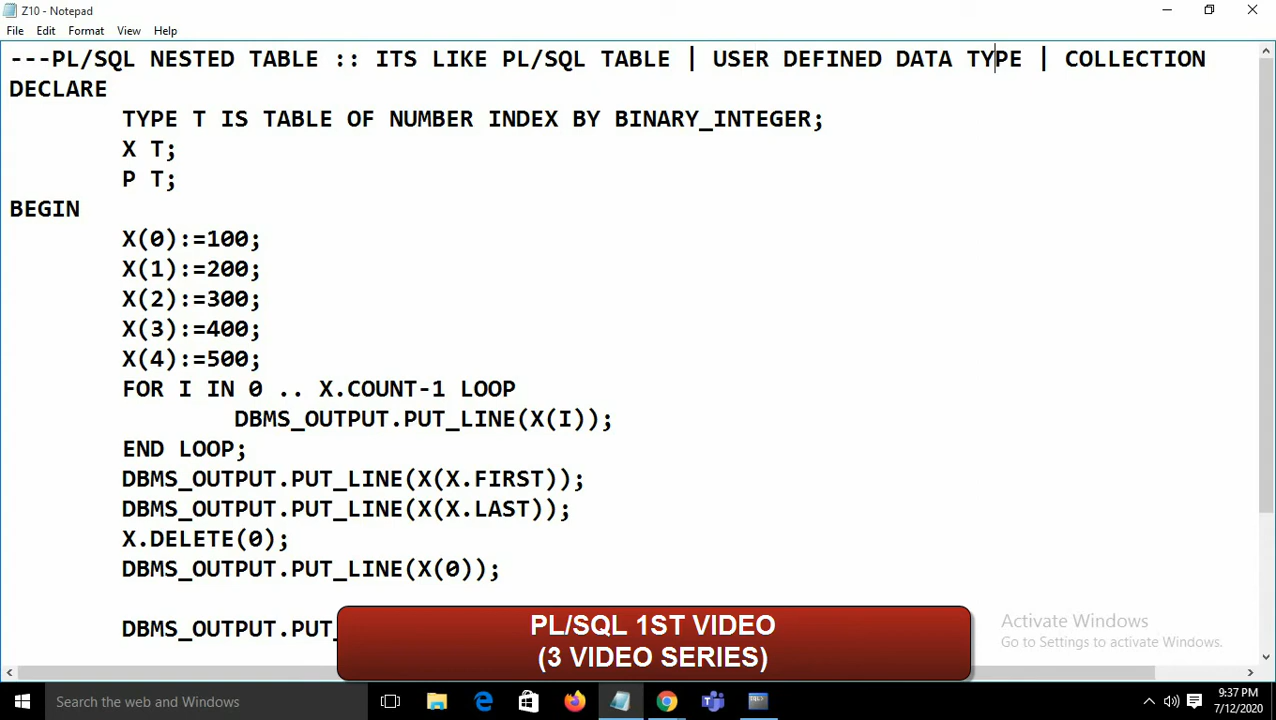 Z10 - Notepad
File Edit Format View Help
---PL/SQL NESTED TABLE :: ITS LIKE PL/SQL TABLE | USER DEFINED DATA TYPE | COLLECTION
DECLARE
TYPE T IS TABLE OF NUMBER INDEX BY BINARY_INTEGER;
X T;
P T;
BEGIN
X(0):=100;
X(1):=200;
X(2):=300;
X(3):=400;
X(4):=500;
FOR I IN 0 .. X.COUNT-1 LOOP
DBMS_OUTPUT.PUT_LINE(X(I));
END LOOP;
DBMS_OUTPUT.PUT_LINE(X(X.FIRST));
DBMS_OUTPUT.PUT_LINE(X(X.LAST));
X.DELETE(0);
DBMS_OUTPUT.PUT_LINE(X(0));
DBMS_OUTPUT.PUT_
PL/SQL 1ST VIDEO
(3 VIDEO SERIES)
Activate Windows
Go to Settings to activate Windows.
Search the web and Windows
9:37 PM
7/12/2020